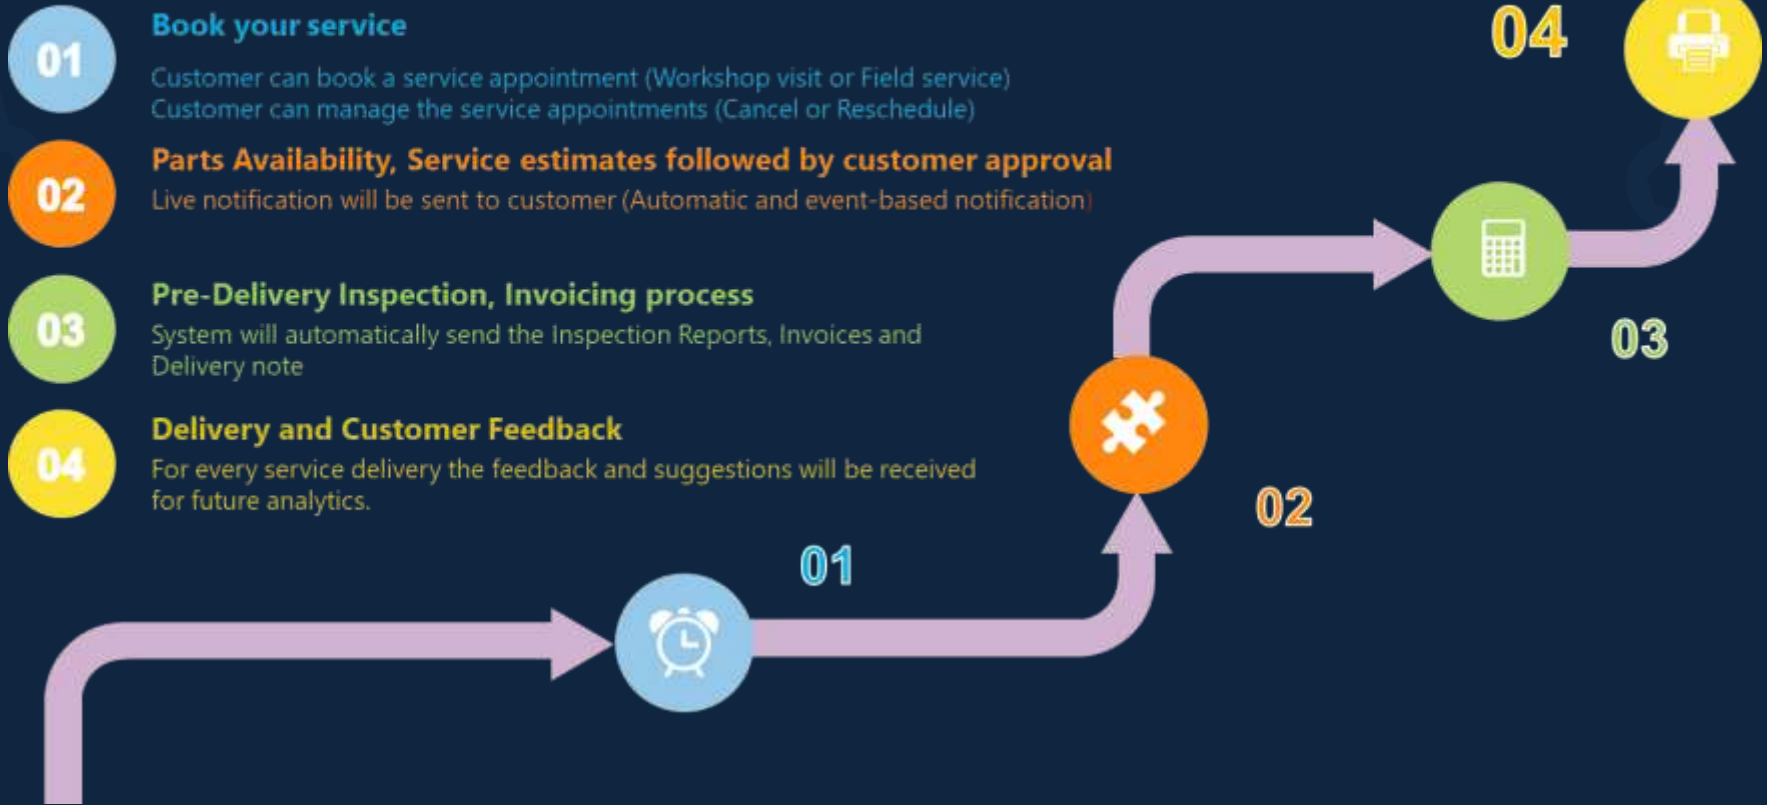 01
Book your service
Customer can book a service appointment (Workshop visit or Field service)
Customer can manage the service appointments (Cancel or Reschedule)
02
Parts Availability, Service estimates followed by customer approval
Live notification will be sent to customer (Automatic and event-based notification)
03
Pre-Delivery Inspection, Invoicing process
System will automatically send the Inspection Reports, Invoices and
Delivery note
04
Delivery and Customer Feedback
For every service delivery the feedback and suggestions will be received
for future analytics.
01
02
03
04